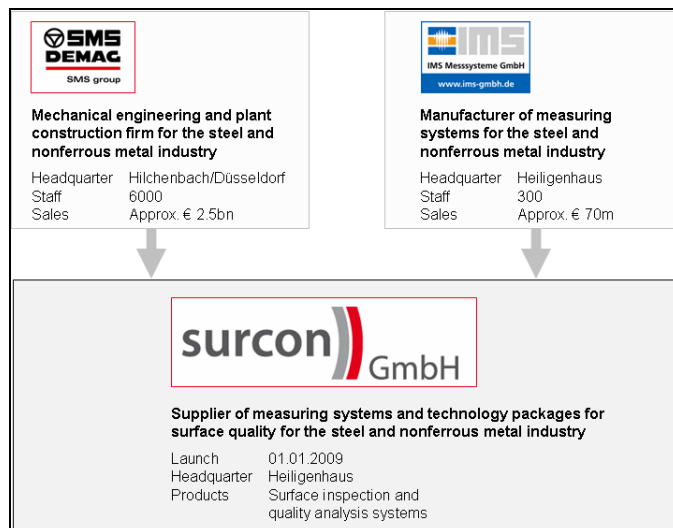 SMS
DEMAG
SMS group
Mechanical engineering and plant
construction firm for the steel and
nonferrous metal industry
Headquarter Hilchenbach/Düsseldorf
Staff 6000
Sales Approx. € 2.5bn
IMS
IMS Messsysteme GmbH
www.ims-gmbh.de
Manufacturer of measuring
systems for the steel and
nonferrous metal industry
Headquarter Heiligenhaus
Staff 300
Sales Approx. € 70m
surcon
GmbH
Supplier of measuring systems and technology packages for
surface quality for the steel and nonferrous metal industry
Launch 01.01.2009
Headquarter Heiligenhaus
Products Surface inspection and
quality analysis systems